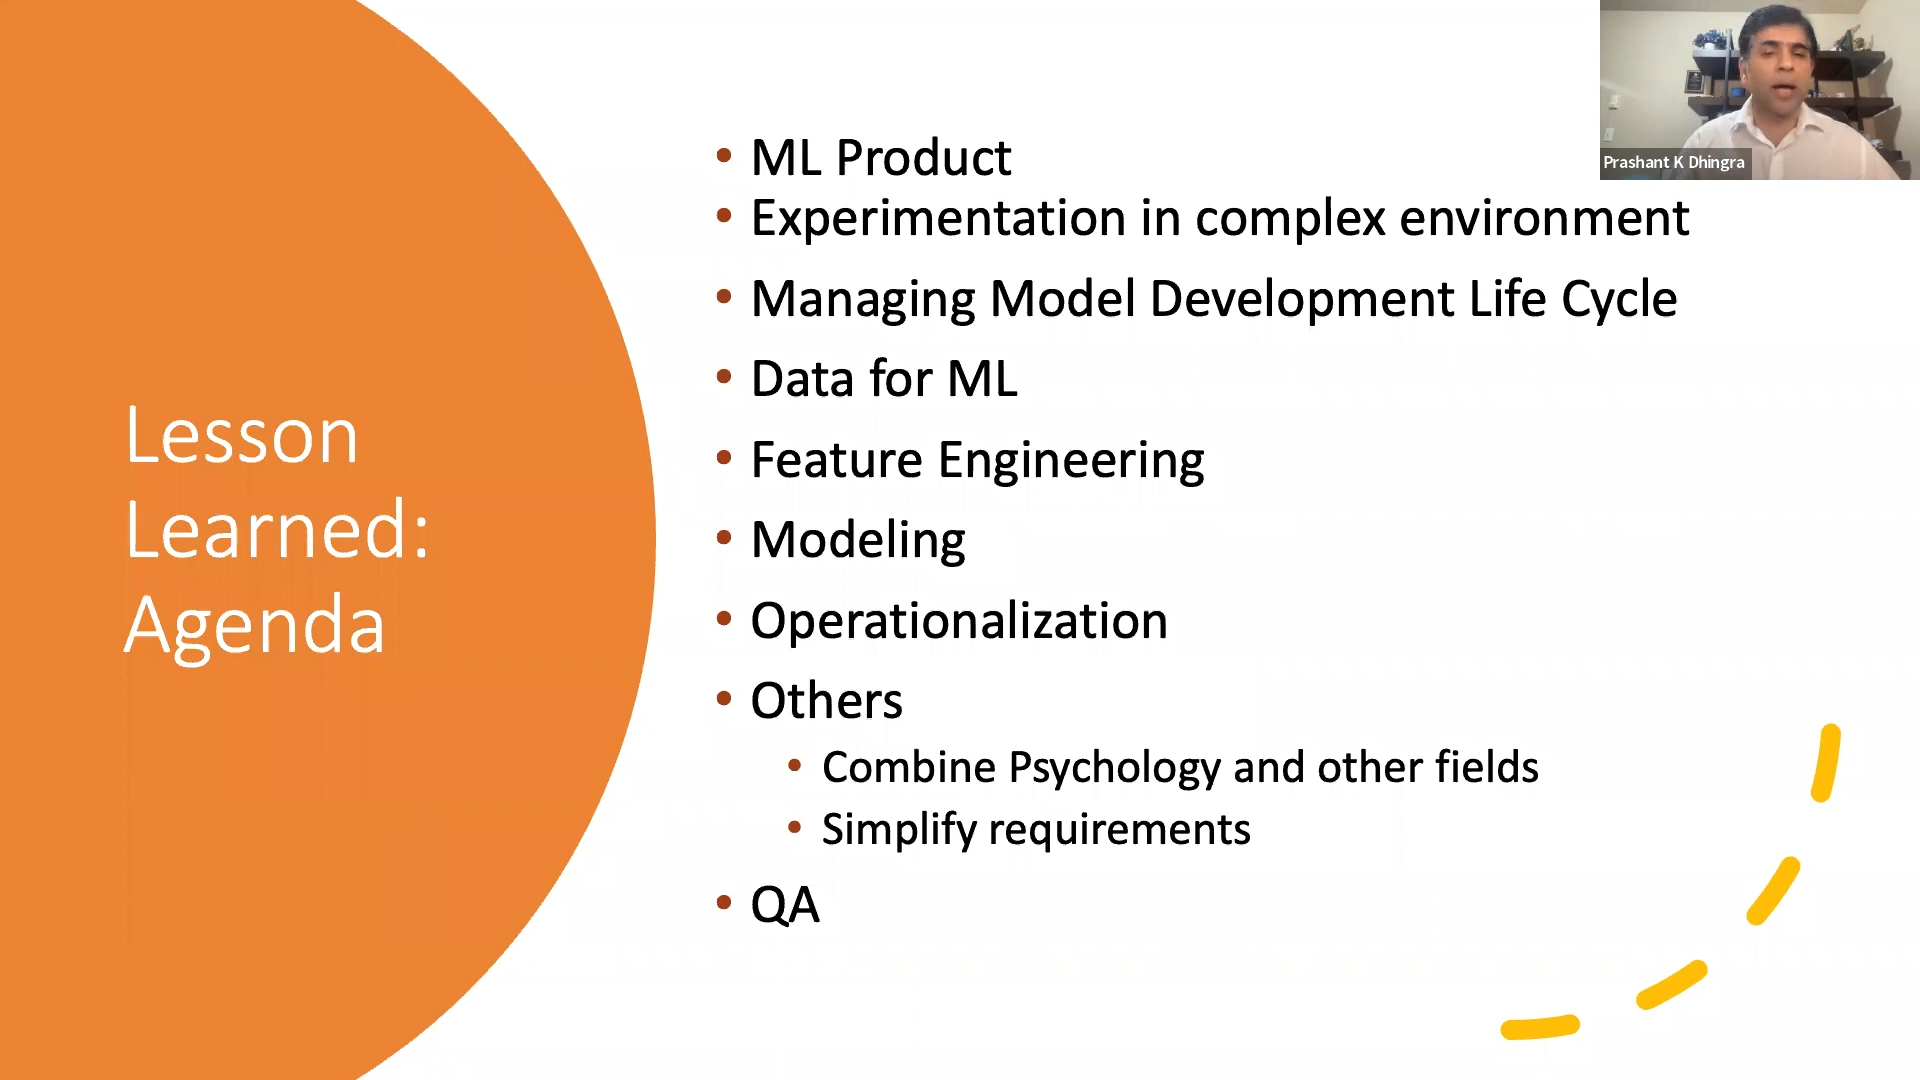 Lesson
Learned:
Agenda
• ML Product
• Experimentation in complex environment
• Managing Model Development Life Cycle
• Data for ML
• Feature Engineering
• Modeling
• Operationalization
• Others
• Combine Psychology and other fields
• Simplify requirements
• QA
Prashant K Dhingra